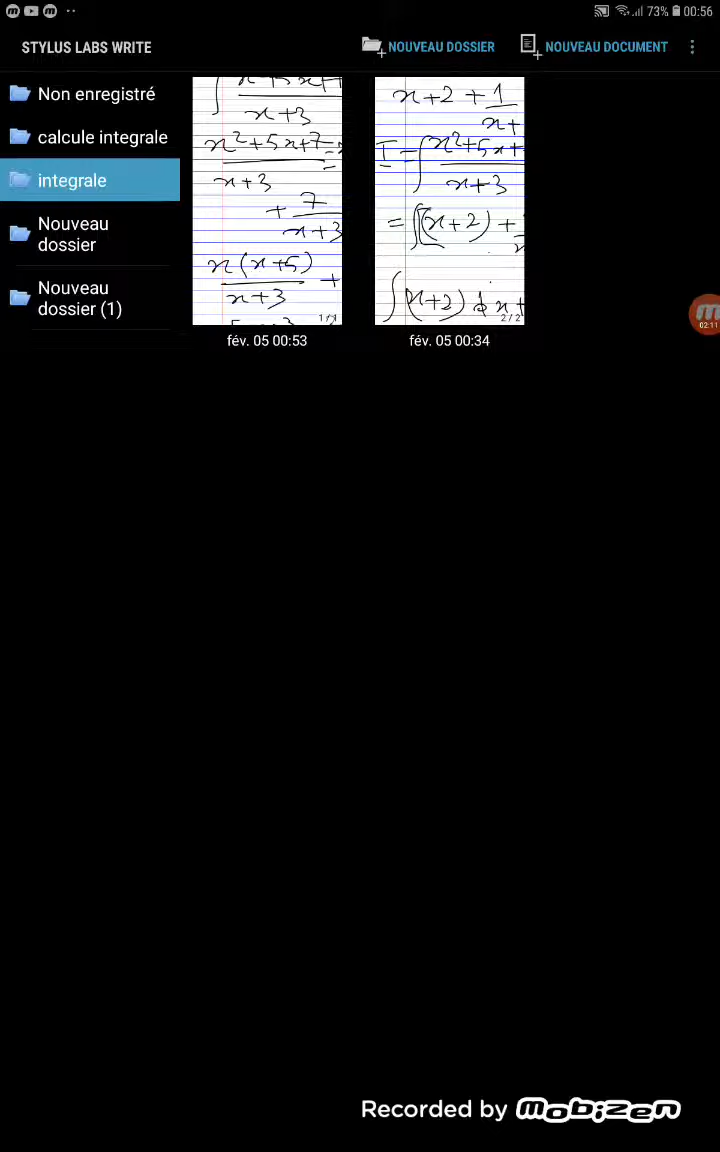 73% 00:56
STYLUS LABS WRITE
NOUVEAU DOSSIER
NOUVEAU DOCUMENT
Non enregistré
calcule integrale
integrale
Nouveau
dossier
Nouveau
dossier (1)
x+3
x²+5x+7 =
x+3
+ 7
x+3
x(x+5) +
x+3
1/1
fév. 05 00:53
x+2 + 1
x+
I = ∫ x²+5x+
x+3
= ∫[(x+2) +
∫(x+2)
2/2
fév. 05 00:34
02:11
Recorded by mobizen